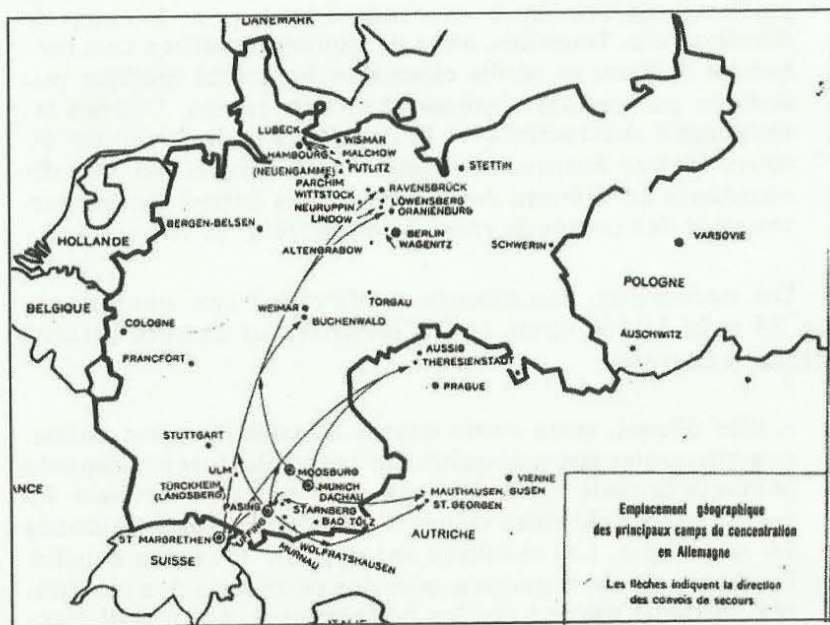 DANEMARK
LUBECK
WISMAR
HAMBOURG
MALCHOW
(NEUENGAMME)
PUTLITZ
STETTIN
PARCHIM
RAVENSBRÜCK
WITTSTOCK
LÖWENSBERG
NEURUPPIN
ORANIENBURG
LINDOW
BERGEN-BELSEN
HOLLANDE
BERLIN
SCHWERIN
VARSOVIE
ALTENGRABOW
WAGENITZ
POLOGNE
BELGIQUE
WEIMAR
TORGAU
COLOGNE
BUCHENWALD
AUSCHWITZ
FRANCFORT
AUSSIG
THERESIENSTADT
PRAGUE
STUTTGART
ULM
MOOSBURG
VIENNE
TÜRCKHEIM
(LANDSBERG)
MUNICH
DACHAU
MAUTHAUSEN, GUSEN
ANCE
PASING
STARNBERG
ST. GEORGEN
BAD TÖLZ
AUTRICHE
ST MARGRETHEN
UFFING
WOLFRATSHAUSEN
SUISSE
MURNAU
ITALIE
Emplacement géographique
des principaux camps de concentration
en Allemagne
Les flèches indiquent la direction
des convois de secours.